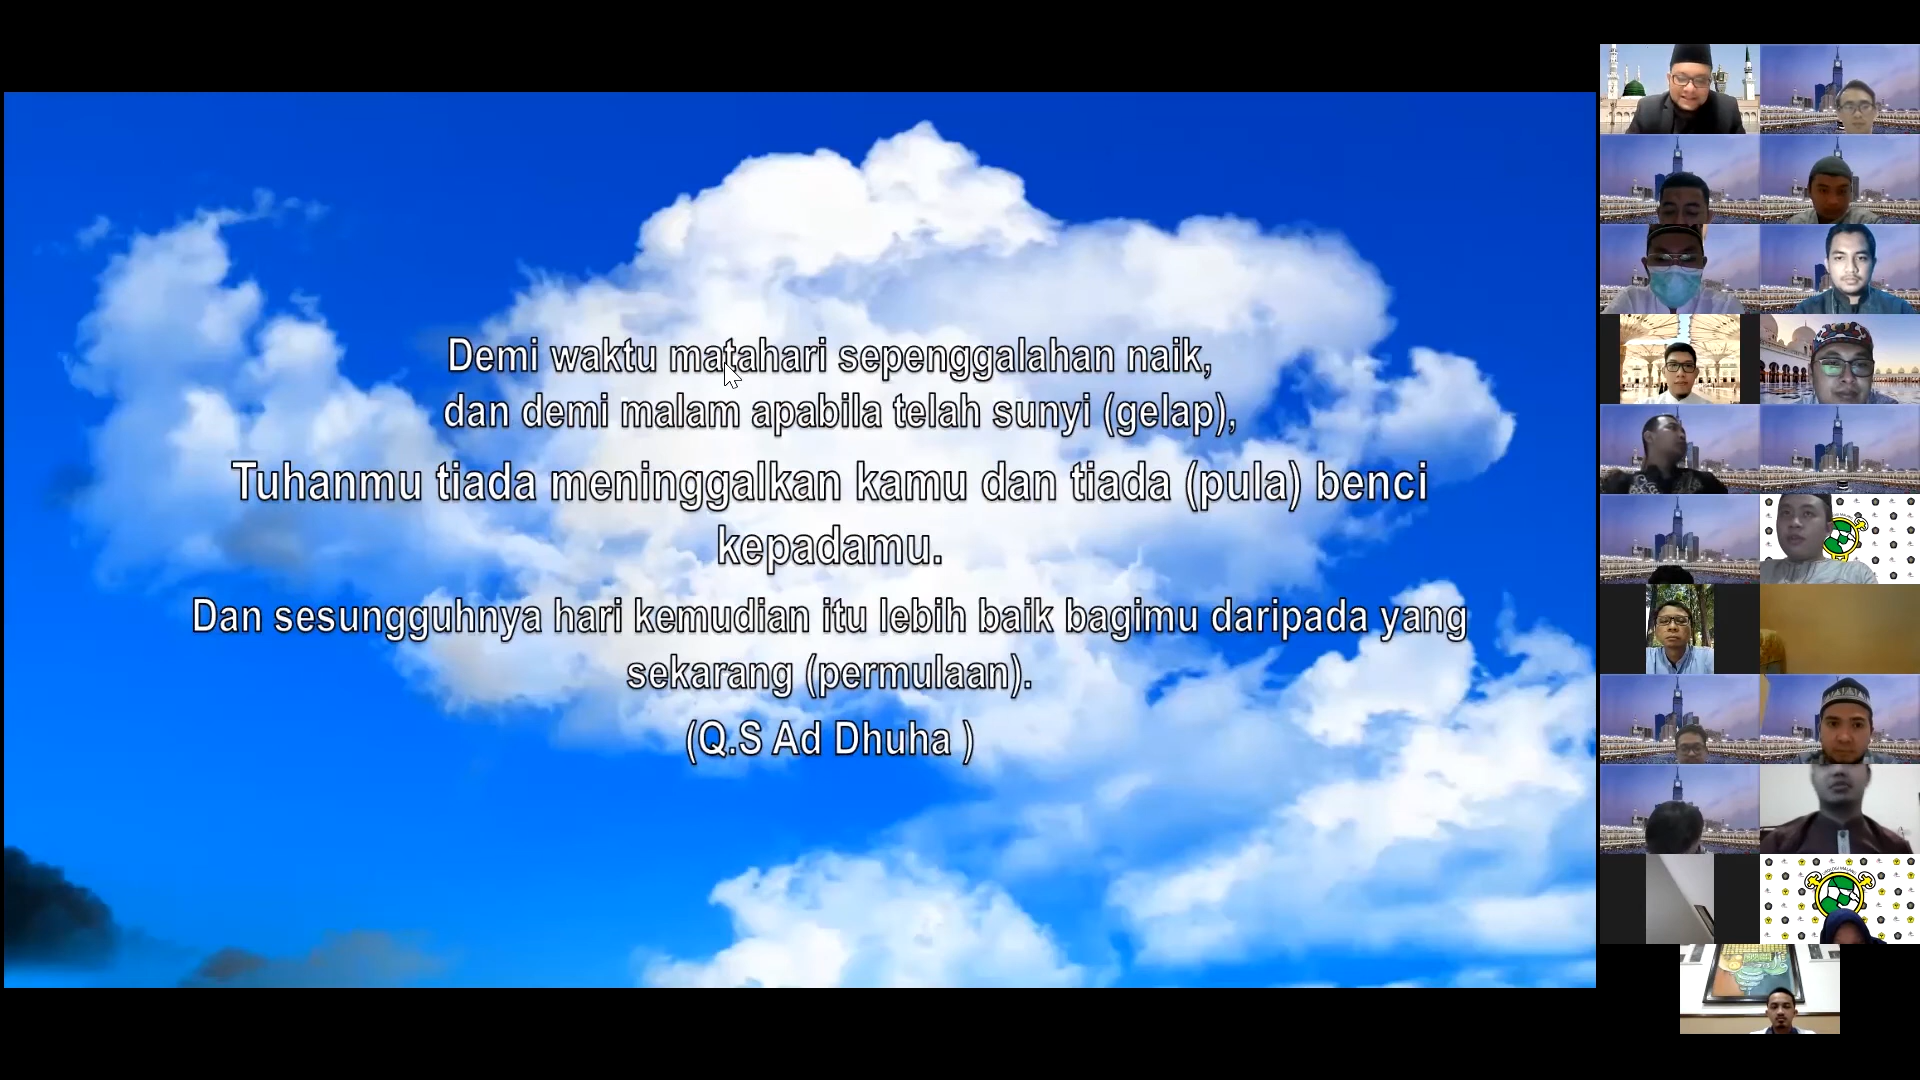 Demi waktu matahari sepenggalahan naik,
dan demi malam apabila telah sunyi (gelap),
Tuhanmu tiada meninggalkan kamu dan tiada (pula) benci
kepadamu.
Dan sesungguhnya hari kemudian itu lebih baik bagimu daripada yang
sekarang (permulaan).
(Q.S Ad Dhuha )